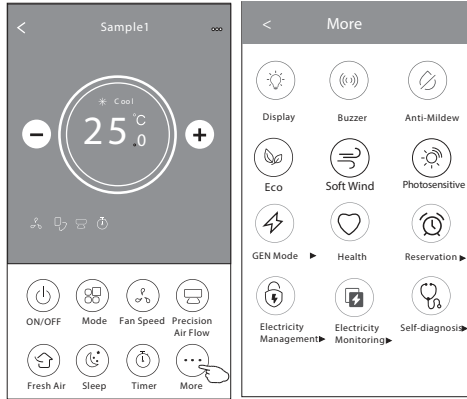 Sample1
Cool
25.0°C
ON/OFF Mode Fan Speed Precision
Air Flow
Fresh Air Sleep Timer More
< More
Display Buzzer Anti-Mildew
Eco Soft Wind Photosensitive
GEN Mode Health Reservation
Electricity Electricity Self-diagnosis
Management Monitoring